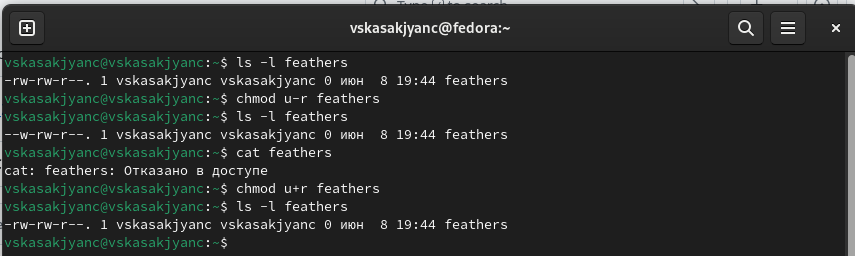 Type / to search
vskasakjyanc@fedora:~
vskasakjyanc@vskasakjyanc:~$ ls -l feathers
-rw-rw-r--. 1 vskasakjyanc vskasakjyanc 0 июн  8 19:44 feathers
vskasakjyanc@vskasakjyanc:~$ chmod u-r feathers
vskasakjyanc@vskasakjyanc:~$ ls -l feathers
--w-rw-r--. 1 vskasakjyanc vskasakjyanc 0 июн  8 19:44 feathers
vskasakjyanc@vskasakjyanc:~$ cat feathers
cat: feathers: Отказано в доступе
vskasakjyanc@vskasakjyanc:~$ chmod u+r feathers
vskasakjyanc@vskasakjyanc:~$ ls -l feathers
-rw-rw-r--. 1 vskasakjyanc vskasakjyanc 0 июн  8 19:44 feathers
vskasakjyanc@vskasakjyanc:~$